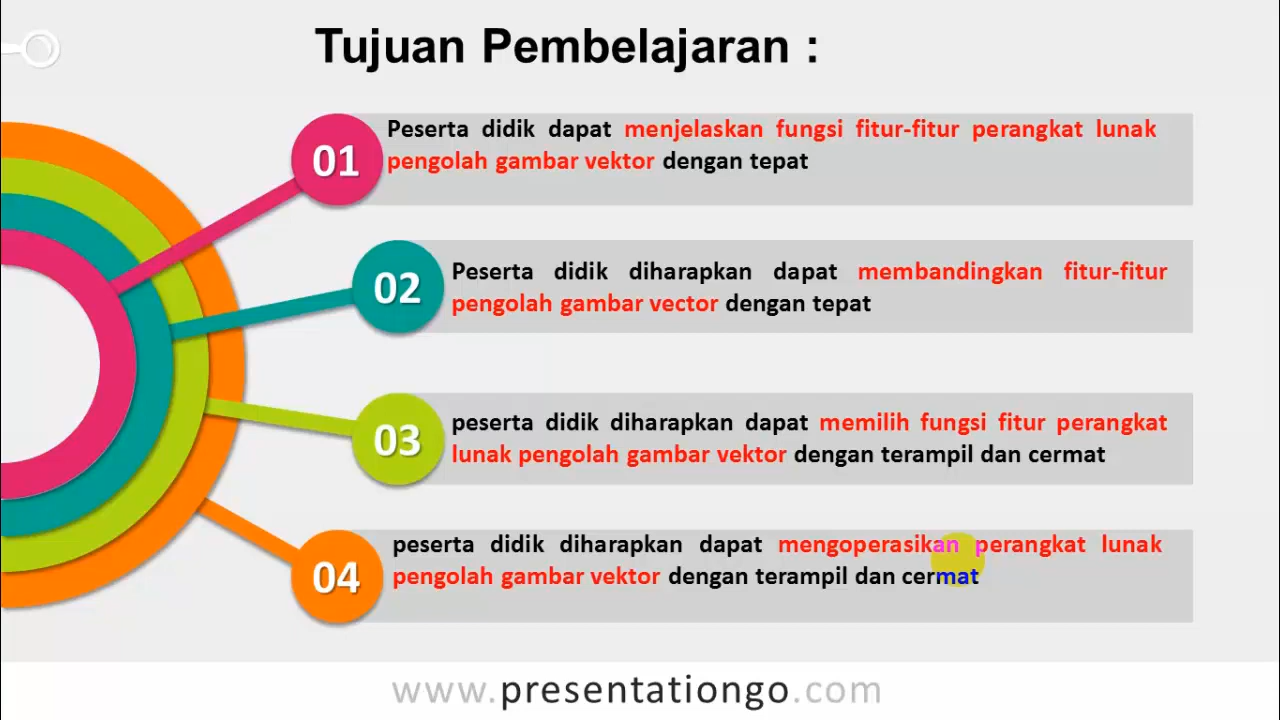 Tujuan Pembelajaran :
01
Peserta didik dapat menjelaskan fungsi fitur-fitur perangkat lunak
pengolah gambar vektor dengan tepat
02
Peserta didik diharapkan dapat membandingkan fitur-fitur
pengolah gambar vector dengan tepat
03
peserta didik diharapkan dapat memilih fungsi fitur perangkat
lunak pengolah gambar vektor dengan terampil dan cermat
04
peserta didik diharapkan dapat mengoperasikan perangkat lunak
pengolah gambar vektor dengan terampil dan cermat
www.presentationgo.com